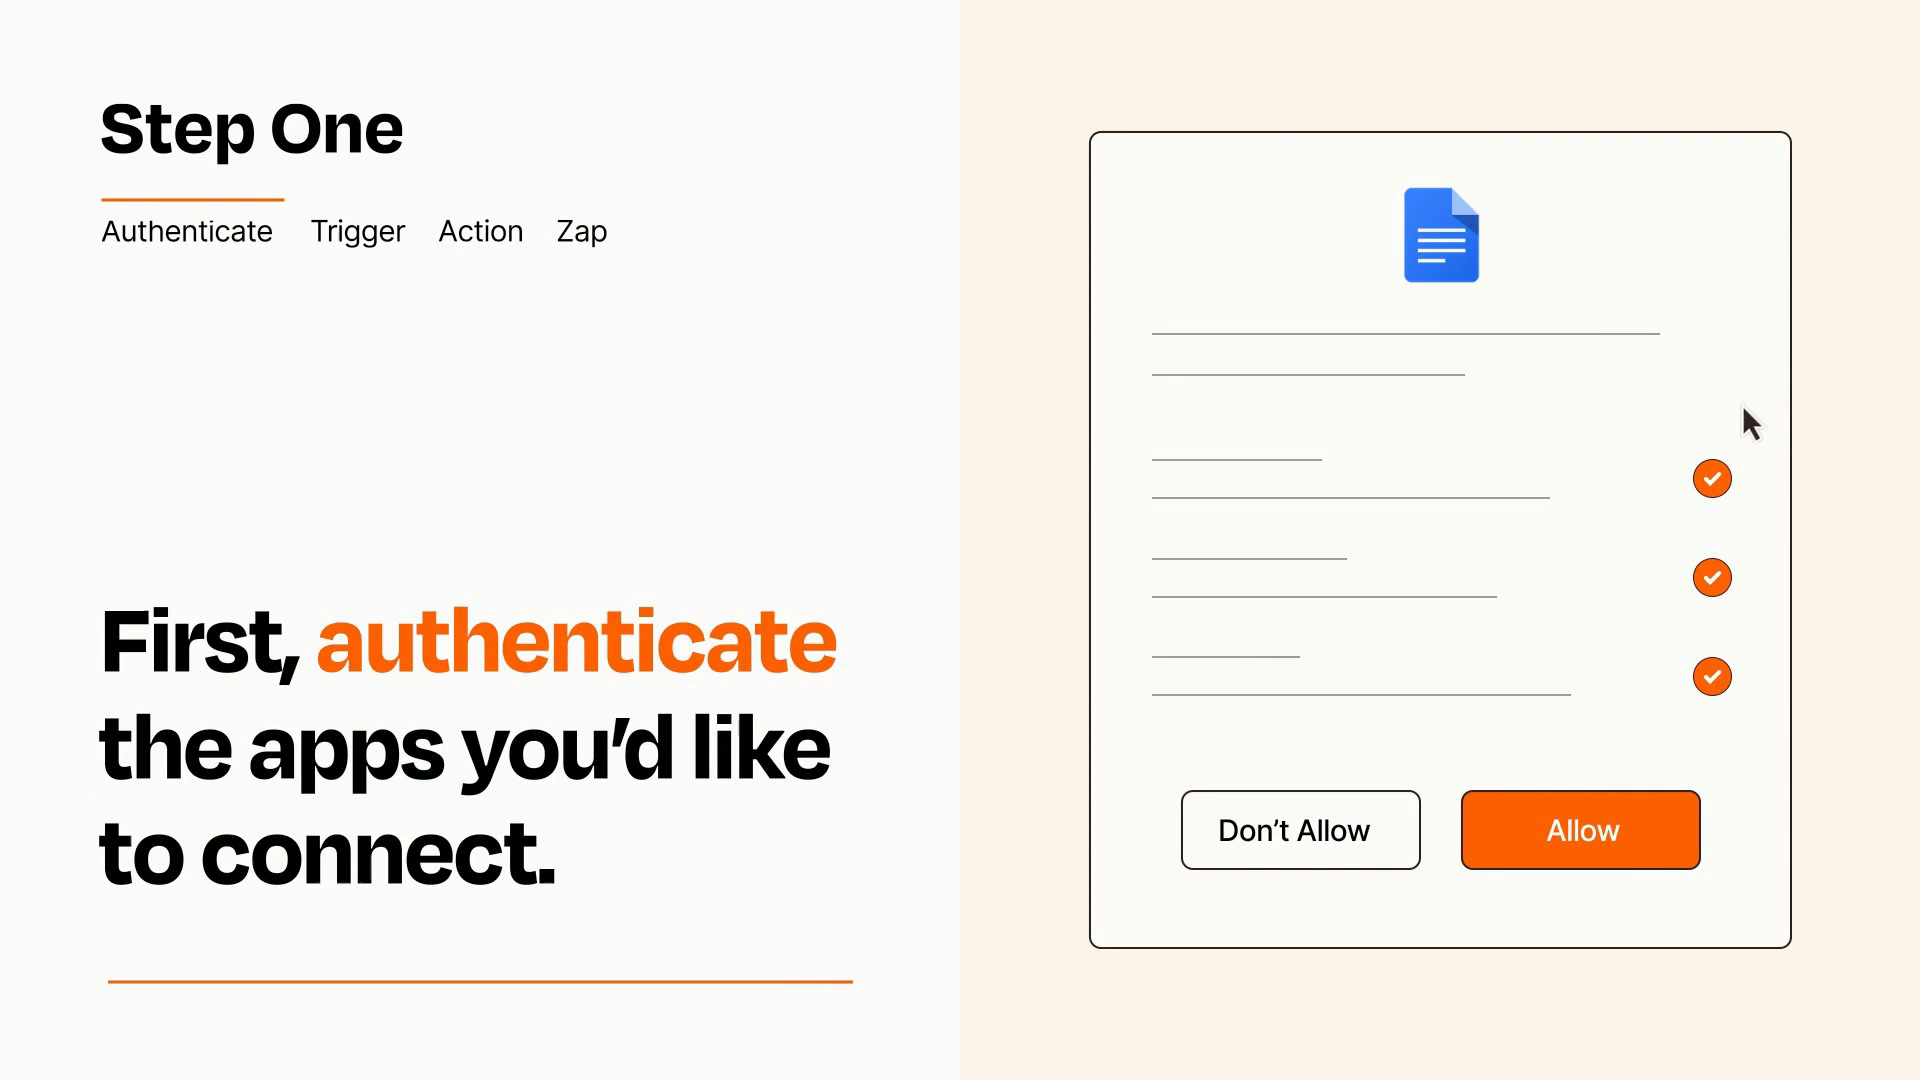 Step One
Authenticate Trigger Action Zap
First, authenticate
the apps you’d like
to connect.
Don’t Allow
Allow